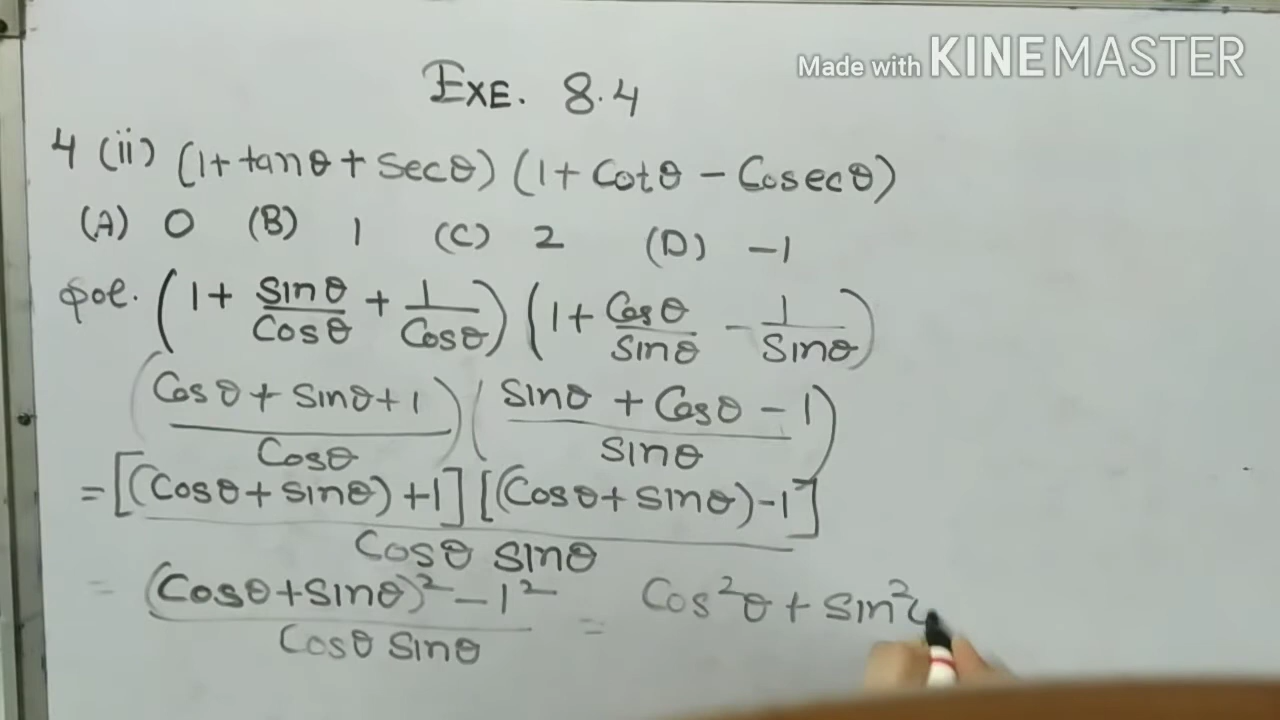 Made with KINEMASTER
EXE. 8.4
4 (ii) (1+tanθ+secθ) (1+Cotθ-Cosecθ)
(A) 0 (B) 1 (C) 2 (D) -1
(1+ sinθ/Cosθ + 1/Cosθ) (1+ Cosθ/sinθ - 1/Sinθ)
(Cosθ+sinθ+1/Cosθ) (sinθ+Cosθ-1/sinθ)
= [(Cosθ+sinθ)+1] [(Cosθ+sinθ)-1] / Cosθ sinθ
= (Cosθ+sinθ)²-1² / Cosθ sinθ = Cos²θ+sin²